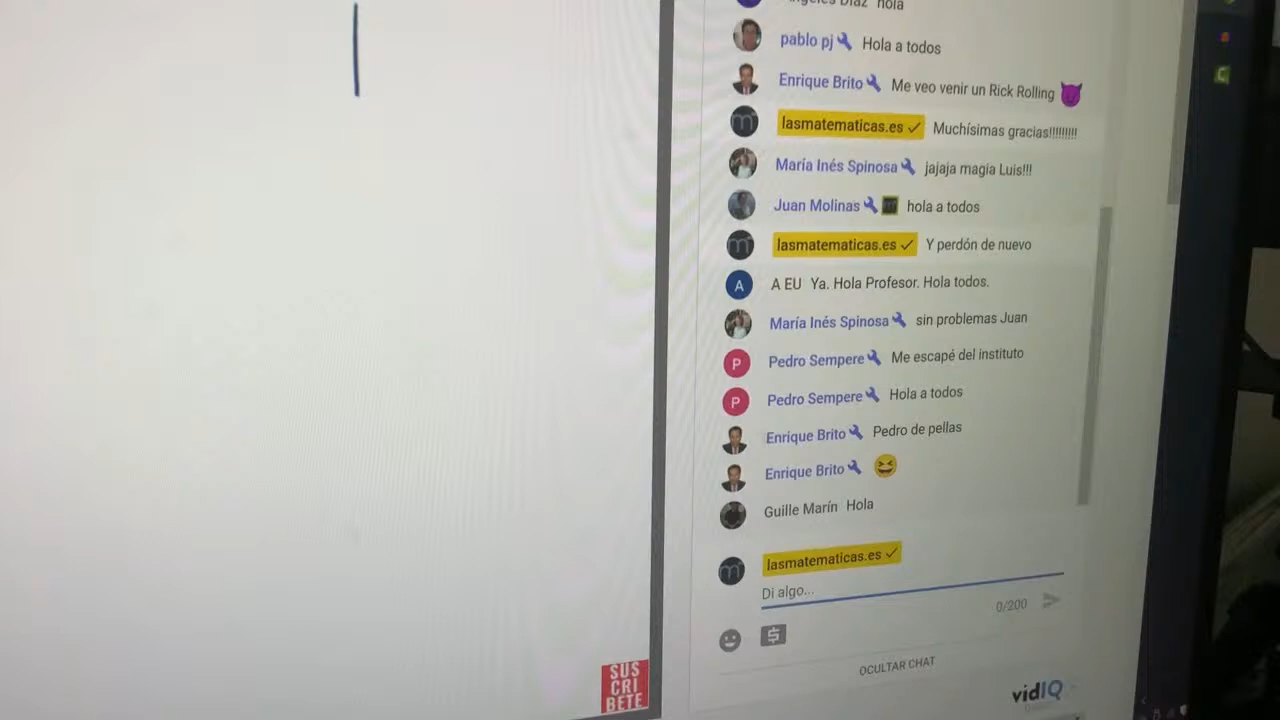 Ángeles Díaz hola
pablo pj Hola a todos
Enrique Brito Me veo venir un Rick Rolling
lasmatematicas.es Muchísimas gracias!!!!!!!!!
María Inés Spinosa jajaja magia Luis!!!
Juan Molinas hola a todos
lasmatematicas.es Y perdón de nuevo
A A EU Ya. Hola Profesor. Hola todos.
María Inés Spinosa sin problemas Juan
P Pedro Sempere Me escapé del instituto
P Pedro Sempere Hola a todos
Enrique Brito Pedro de pellas
Enrique Brito
Guille Marín Hola
lasmatematicas.es
Di algo...
0/200
OCULTAR CHAT
SUS
CRI
BETE
vidIQ